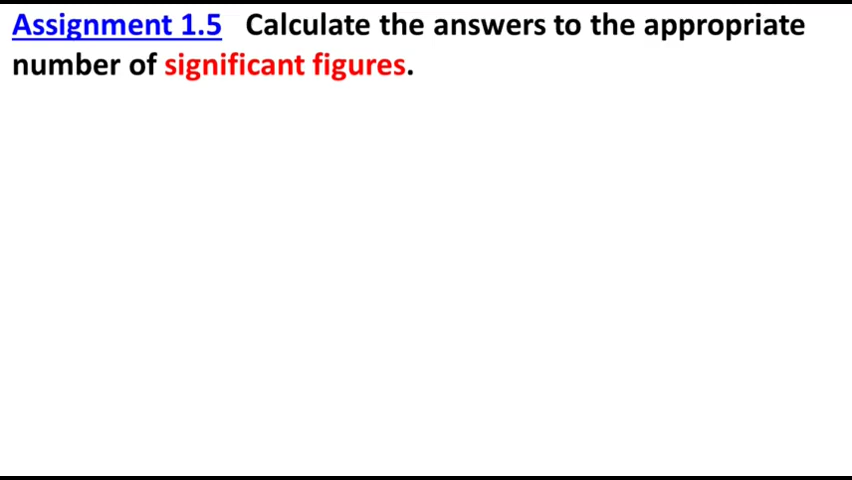 Assignment 1.5 Calculate the answers to the appropriate
number of significant figures.